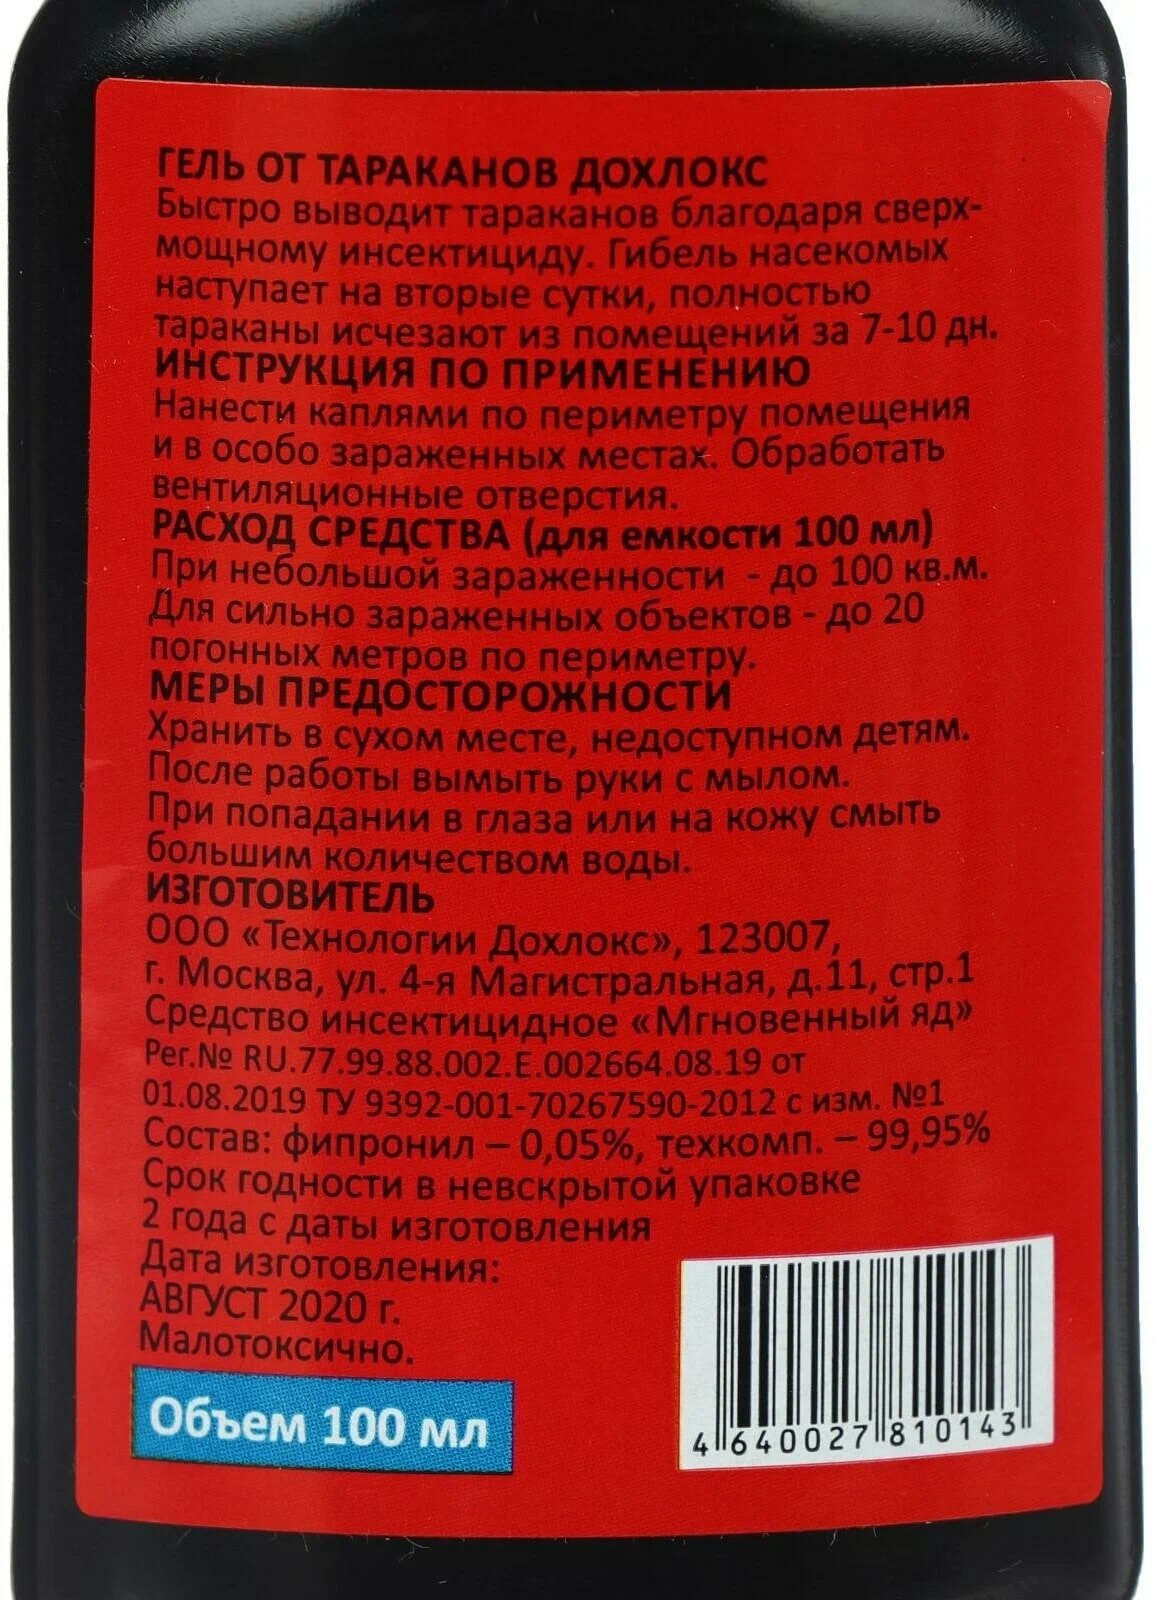 ГЕЛЬ ОТ ТАРАКАНОВ ДОХЛОКС
Быстро выводит тараканов благодаря сверх-
мощному инсектициду. Гибель насекомых
наступает на вторые сутки, полностью
тараканы исчезают из помещений за 7-10 дн.
ИНСТРУКЦИЯ ПО ПРИМЕНЕНИЮ
Нанести каплями по периметру помещения
и в особо зараженных местах. Обработать
вентиляционные отверстия.
РАСХОД СРЕДСТВА (для емкости 100 мл)
При небольшой зараженности - до 100 кв.м.
Для сильно зараженных объектов - до 20
погонных метров по периметру.
МЕРЫ ПРЕДОСТОРОЖНОСТИ
Хранить в сухом месте, недоступном детям.
После работы вымыть руки с мылом.
При попадании в глаза или на кожу смыть
большим количеством воды.
ИЗГОТОВИТЕЛЬ
ООО «Технологии Дохлокс», 123007,
г. Москва, ул. 4-я Магистральная, д.11, стр.1
Средство инсектицидное «Мгновенный яд»
Рег.№ RU.77.99.88.002.Е.002664.08.19 от
01.08.2019 ТУ 9392-001-70267590-2012 с изм. №1
Состав: фипронил – 0,05%, техкомп. – 99,95%
Срок годности в невскрытой упаковке
2 года с даты изготовления
Дата изготовления:
АВГУСТ 2020 г.
Малотоксично.
Объем 100 мл
4 640027 810143